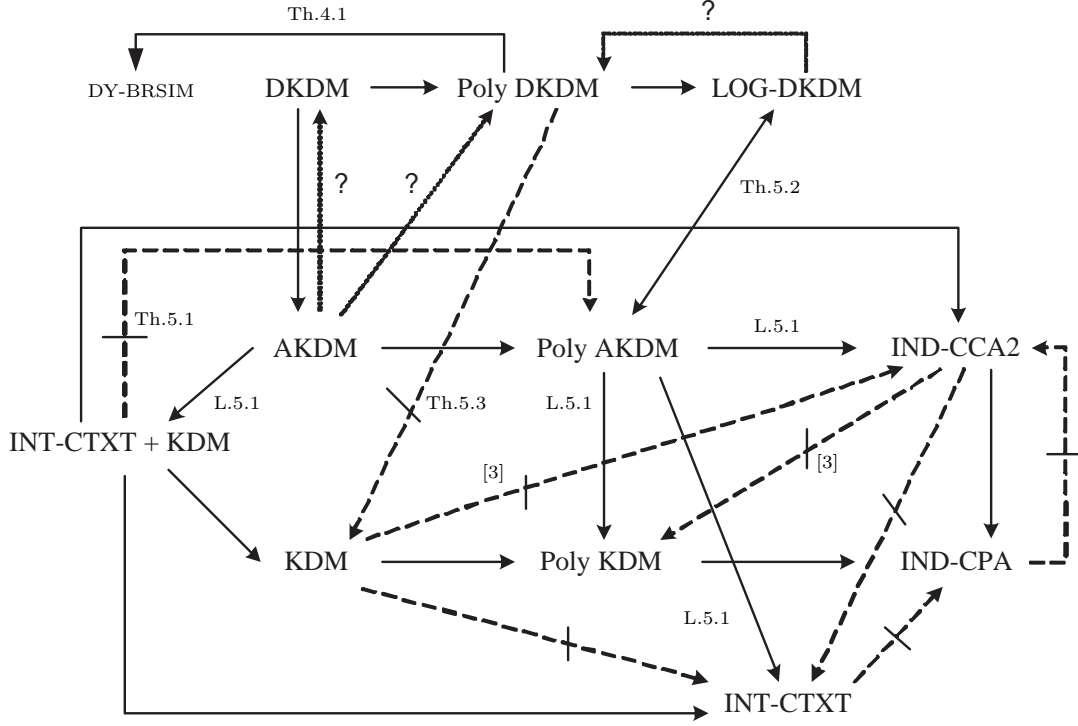 Th.4.1
?
DY-BRSIM DKDM Poly DKDM LOG-DKDM
? ?
Th.5.2
Th.5.1
AKDM Poly AKDM L.5.1 IND-CCA2
L.5.1 Th.5.3 L.5.1
INT-CTXT + KDM
[3] [3]
KDM Poly KDM IND-CPA
L.5.1
INT-CTXT